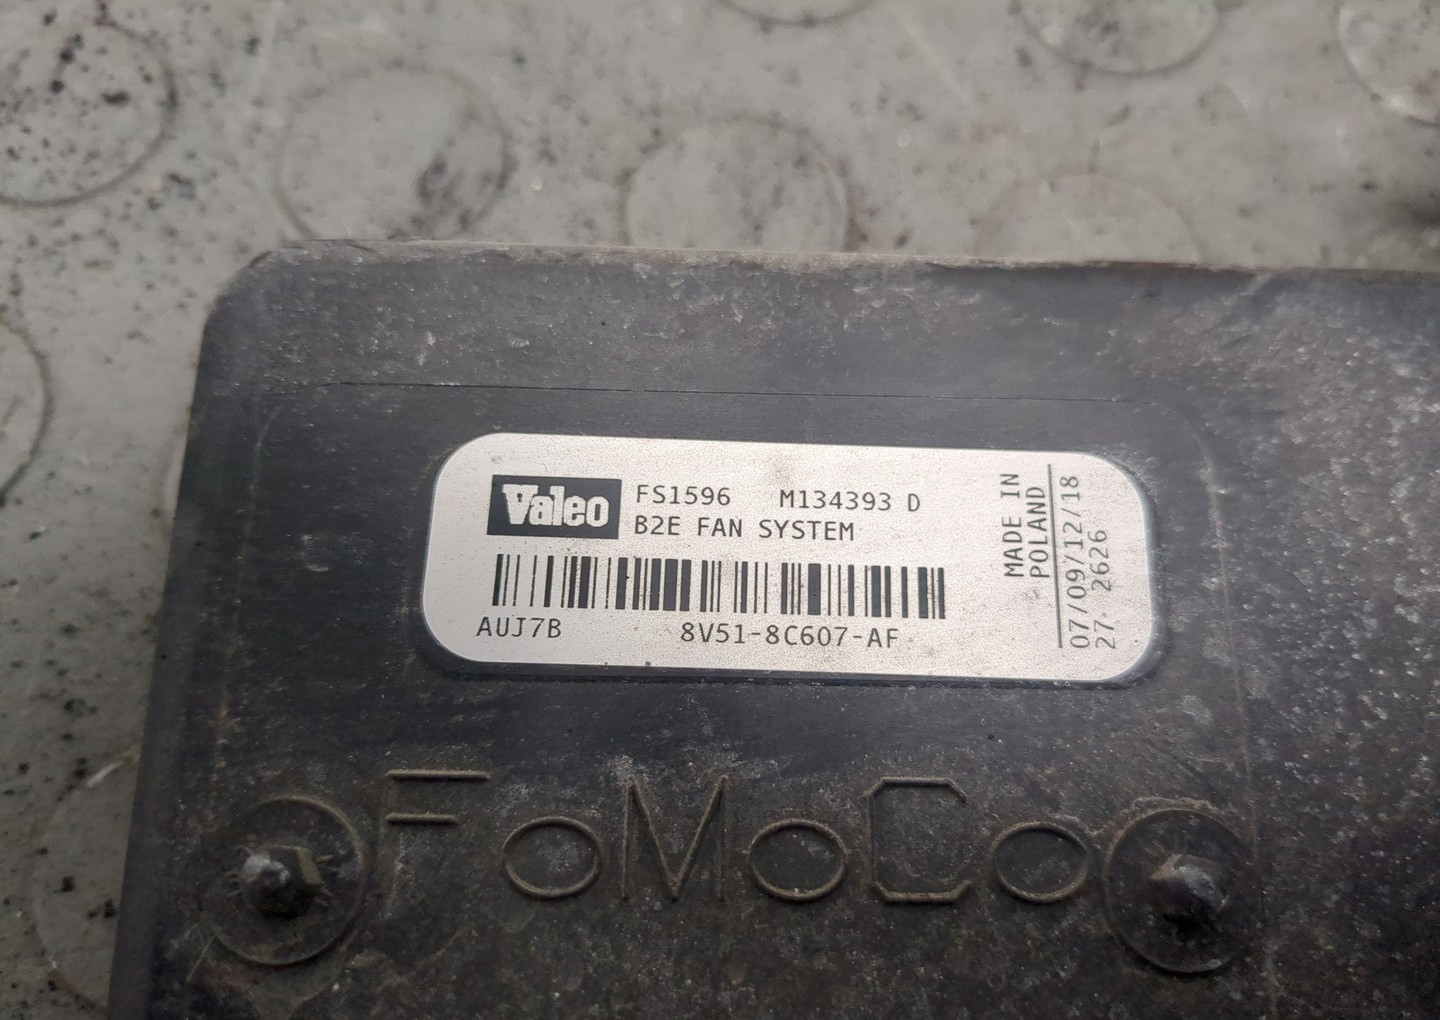 Valeo FS1596 M134393 D
B2E FAN SYSTEM
AUJ7B 8V51-8C607-AF
MADE IN
POLAND
07/09/12/18
27. 2626
FoMoCo